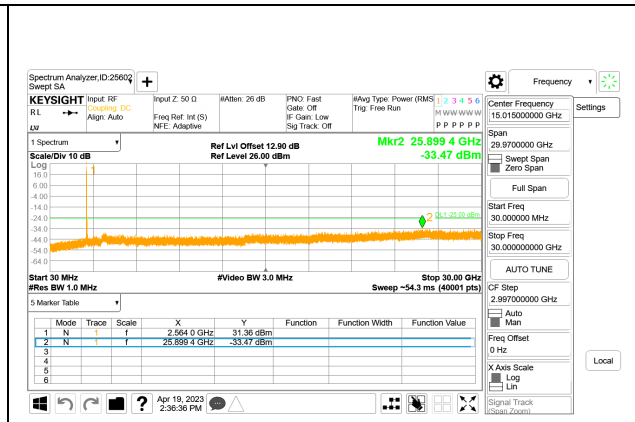 Spectrum Analyzer,ID:25602
Swept SA
+
Frequency
KEYSIGHT Input: RF Input Z: 50 Ω #Atten: 26 dB PNO: Fast #Avg Type: Power (RMS 1 2 3 4 5 6
RL Coupling: DC Gate: Off Trig: Free Run M W W W W W
Align: Auto Freq Ref: Int (S) IF Gain: Low
LXI NFE: Adaptive Sig Track: Off P P P P P P
1 Spectrum Ref Lvl Offset 12.90 dB Mkr2 25.899 4 GHz
Scale/Div 10 dB Ref Level 26.00 dBm -33.47 dBm
Log
16.0
6.00
-4.00
-14.0
-24.0
-34.0
-44.0
-54.0
-64.0
1
2 DL1 -25.00 dBm
Start 30 MHz #Video BW 3.0 MHz Stop 30.00 GHz
#Res BW 1.0 MHz Sweep ~54.3 ms (40001 pts)
5 Marker Table
Mode Trace Scale X Y Function Function Width Function Value
1 N 1 f 2.564 0 GHz 31.36 dBm
2 N 1 f 25.899 4 GHz -33.47 dBm
3
4
5
6
?
Apr 19, 2023
2:36:36 PM
Center Frequency
15.015000000 GHz
Settings
Span
29.9700000 GHz
Swept Span
Zero Span
Full Span
Start Freq
30.000000 MHz
Stop Freq
30.000000000 GHz
AUTO TUNE
CF Step
2.997000000 GHz
Auto
Man
Freq Offset
0 Hz
X Axis Scale
Log
Lin
Local
Signal Track
(Span Zoom)